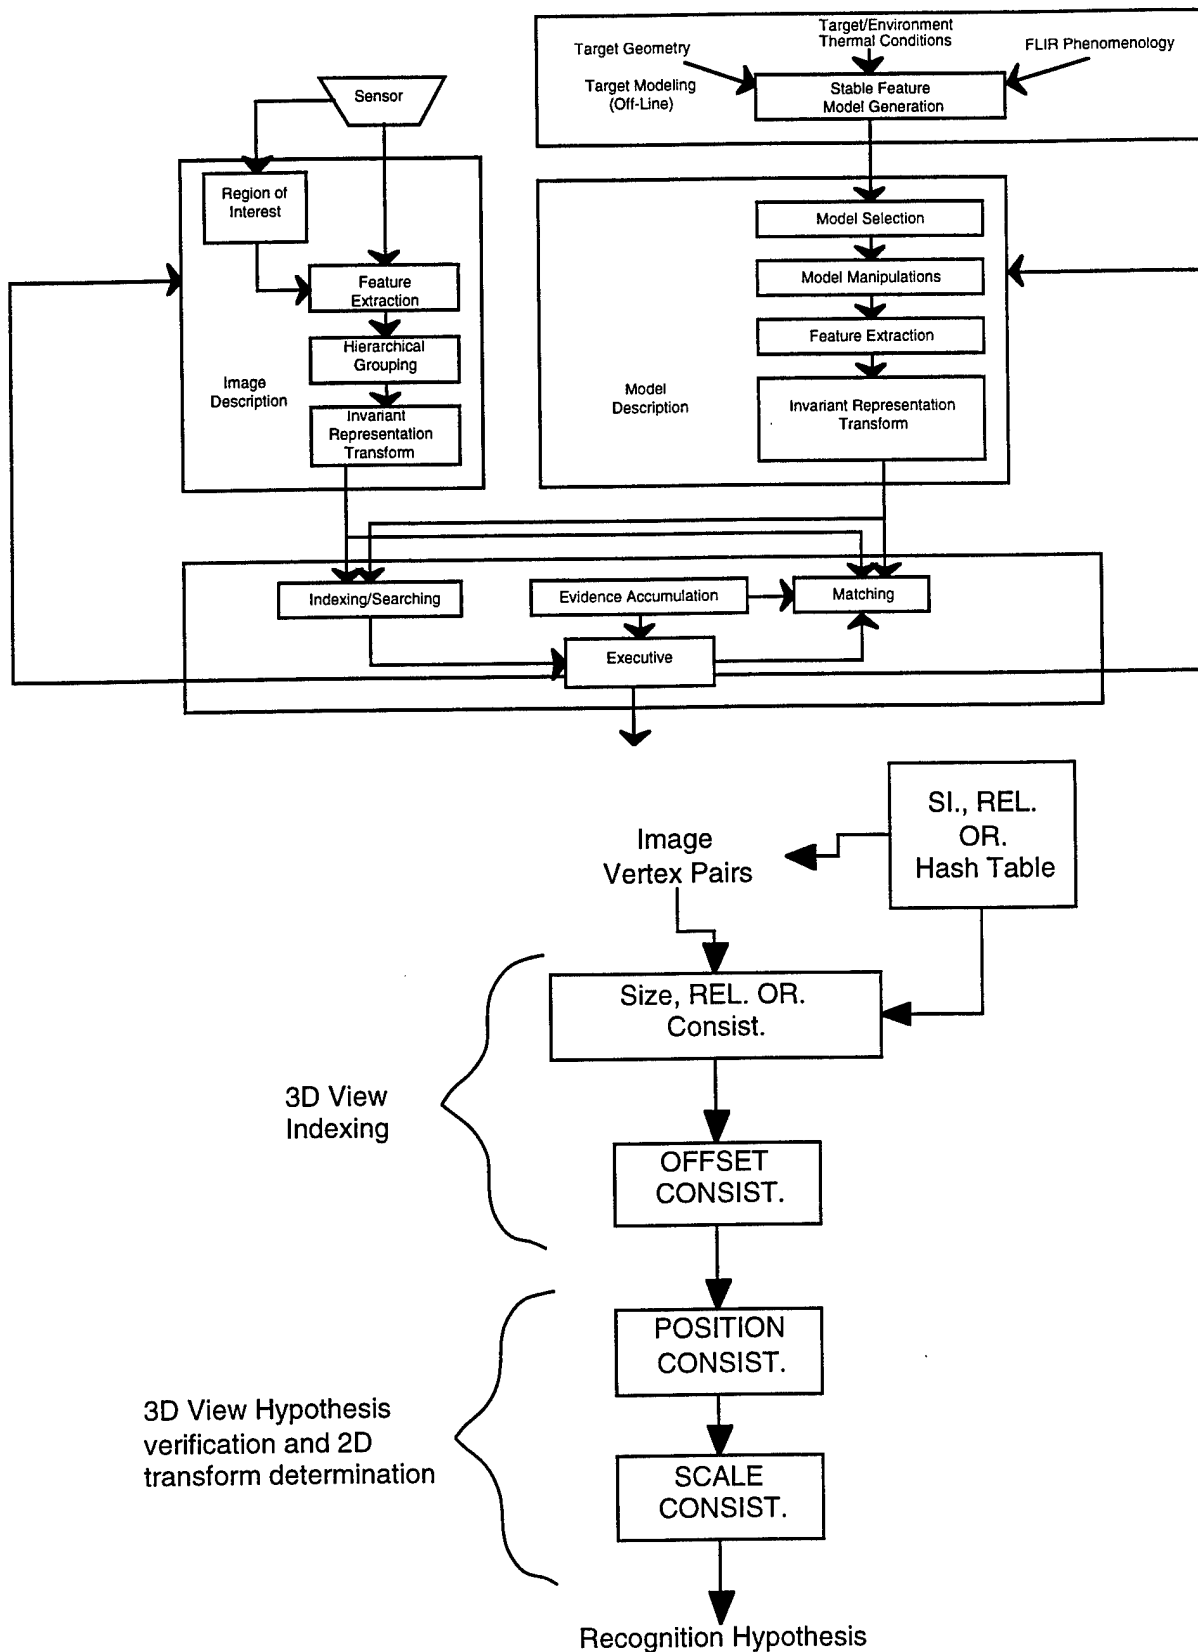 Target/Environment
Thermal Conditions
Target Geometry
FLIR Phenomenology
Target Modeling
(Off-Line)
Stable Feature
Model Generation
Sensor
Region of
Interest
Feature
Extraction
Hierarchical
Grouping
Image
Description
Invariant
Representation
Transform
Model Selection
Model Manipulations
Feature Extraction
Model
Description
Invariant Representation
Transform
Indexing/Searching
Evidence Accumulation
Matching
Executive
SI., REL.
OR.
Hash Table
Image
Vertex Pairs
Size, REL. OR.
Consist.
3D View
Indexing
OFFSET
CONSIST.
POSITION
CONSIST.
3D View Hypothesis
verification and 2D
transform determination
SCALE
CONSIST.
Recognition Hypothesis